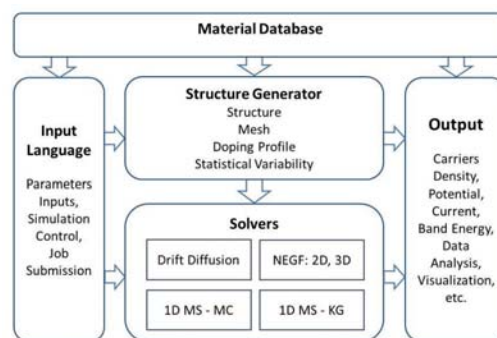 Material Database
Input
Language
Parameters
Inputs,
Simulation
Control,
Job
Submission
Structure Generator
Structure
Mesh
Doping Profile
Statistical Variability
Solvers
Drift Diffusion
NEGF: 2D, 3D
1D MS - MC
1D MS - KG
Output
Carriers
Density,
Potential,
Current,
Band Energy,
Data
Analysis,
Visualization,
etc.